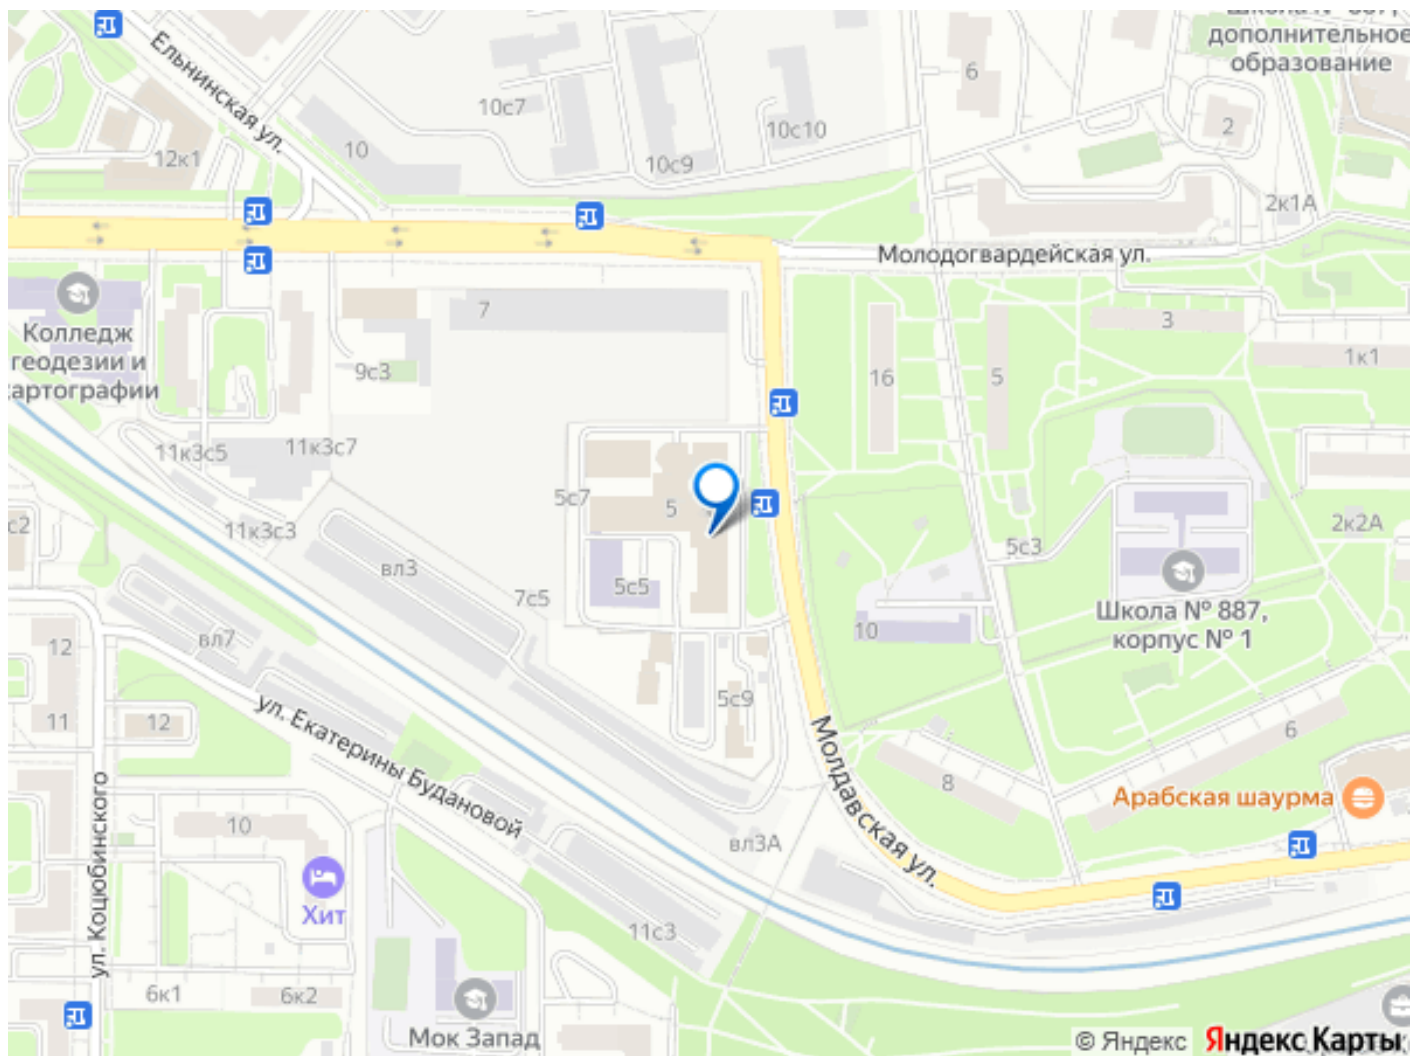 дополнительное
образование
Ельнинская ул.
6
10с7
10с10
2
10
12к1
10с9
2к1А
Молодогвардейская ул.
Колледж
геодезии и
картографии
7
3
1к1
9с3
16
5
11к3с5
11к3с7
5с7
5
11к3с3
2к2А
5с3
вл3
5с5
7с5
Школа № 887,
корпус № 1
10
вл7
12
5с9
11
12
ул. Екатерины Будановой
Молдавская ул.
6
8
Арабская шаурма
ул. Коцюбинского
10
вл3А
Хит
11с3
6к1
6к2
Мок Запад
© Яндекс Яндекс Карты